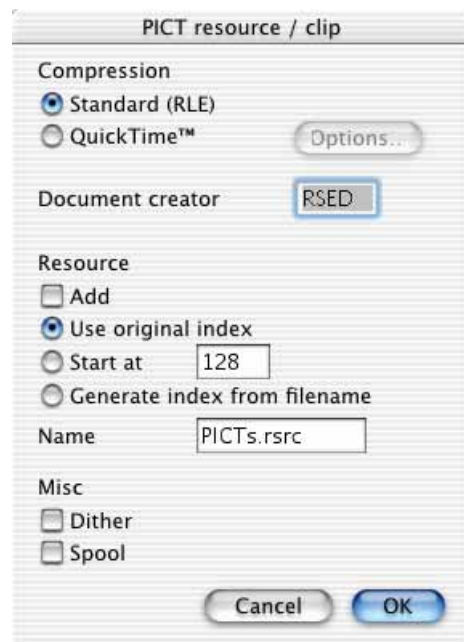 PICT resource / clip
Compression
Standard (RLE)
QuickTime™
Options..
Document creator RSED
Resource
Add
Use original index
Start at 128
Generate index from filename
Name PICTs.rsrc
Misc
Dither
Spool
Cancel OK